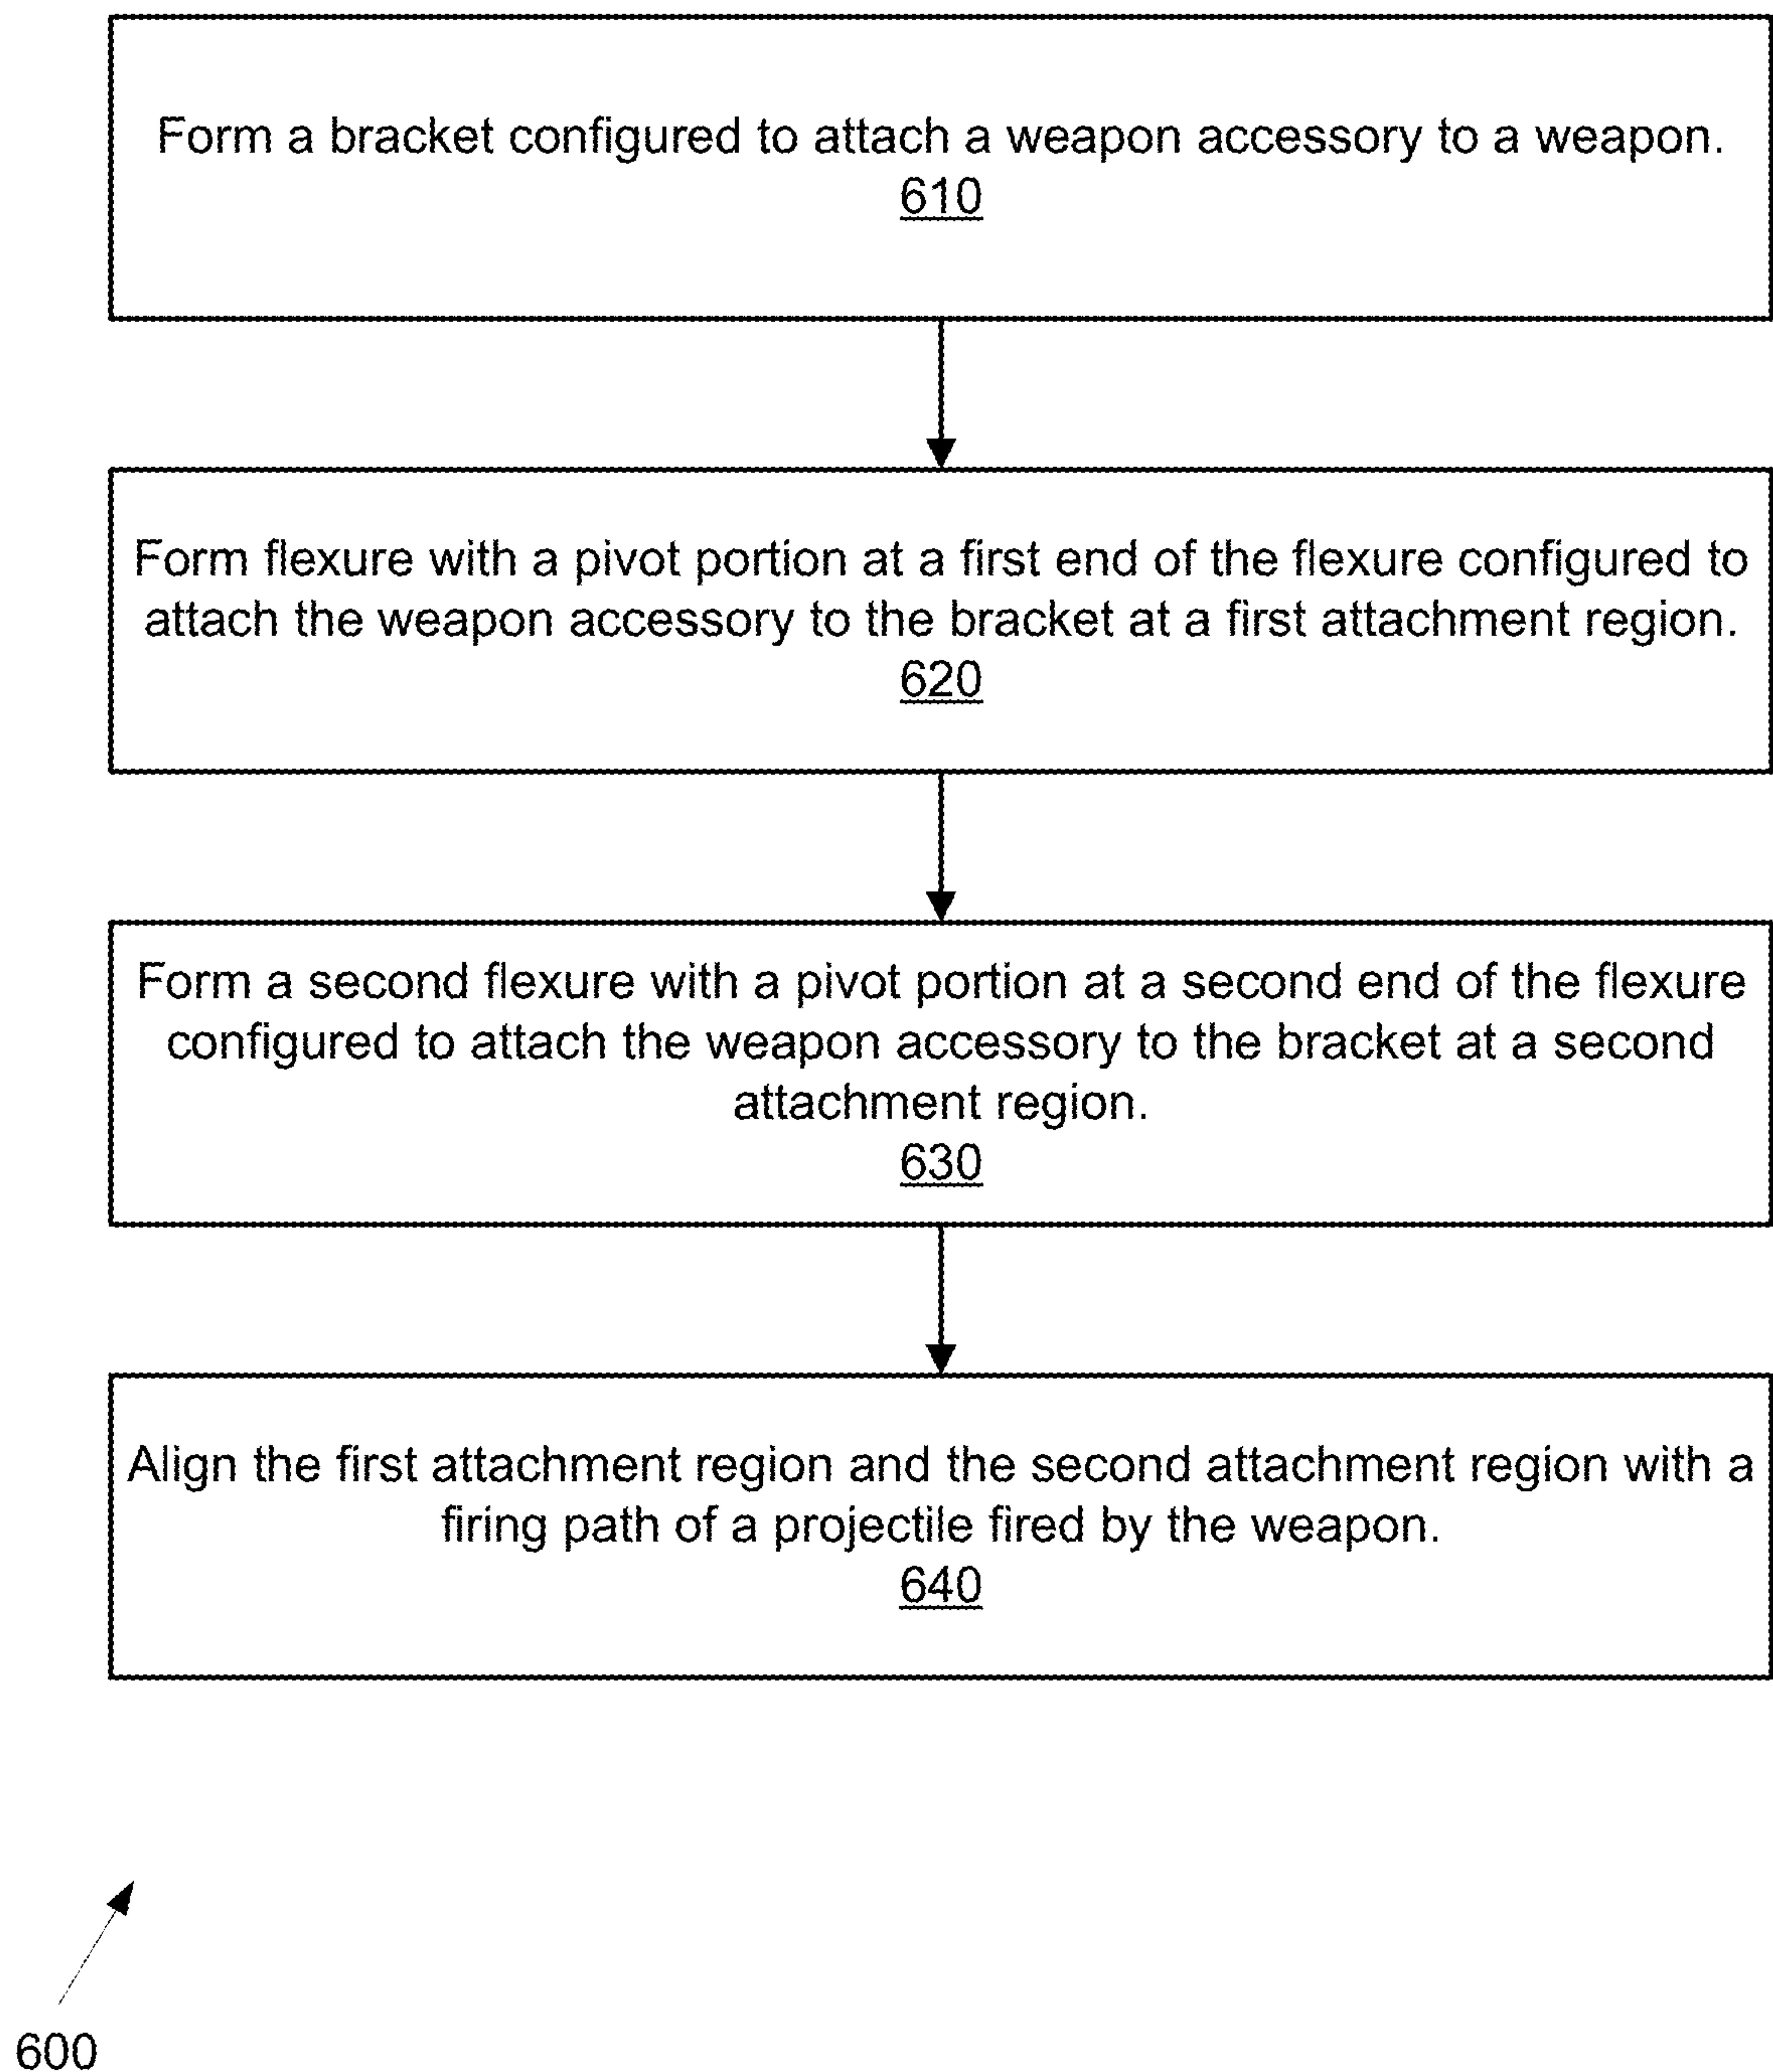 Form a bracket configured to attach a weapon accessory to a weapon.
610
Form flexure with a pivot portion at a first end of the flexure configured to
attach the weapon accessory to the bracket at a first attachment region.
620
Form a second flexure with a pivot portion at a second end of the flexure
configured to attach the weapon accessory to the bracket at a second
attachment region.
630
Align the first attachment region and the second attachment region with a
firing path of a projectile fired by the weapon.
640
600